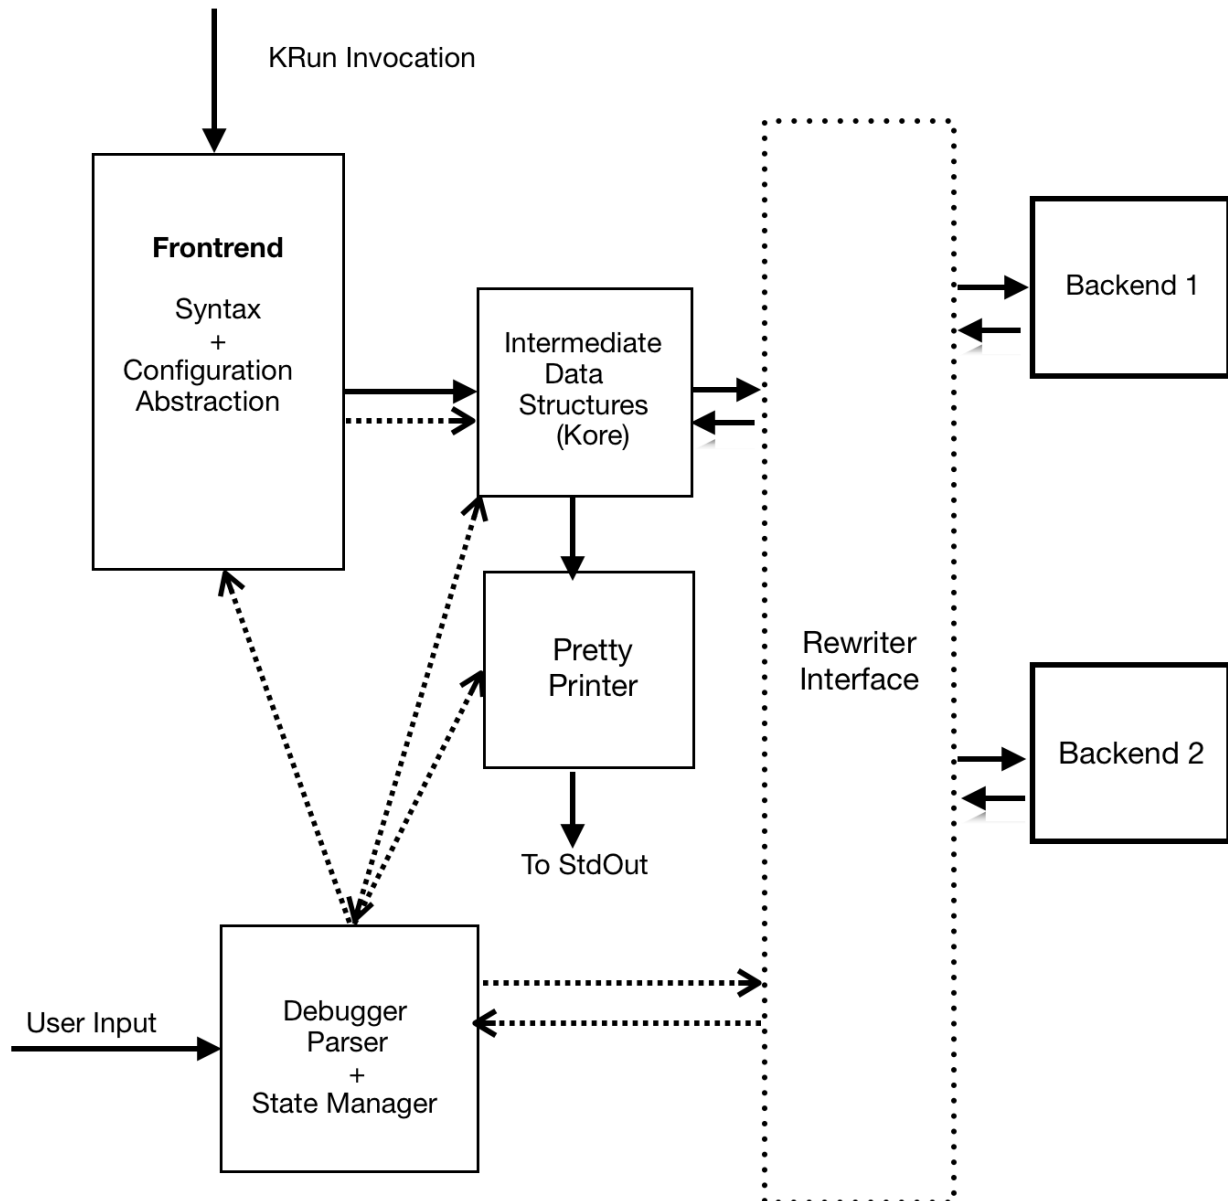 KRun Invocation
Frontrend
Syntax
+
Configuration
Abstraction
Intermediate
Data
Structures
(Kore)
Pretty
Printer
To StdOut
Rewriter
Interface
Backend 1
Backend 2
User Input
Debugger
Parser
+
State Manager